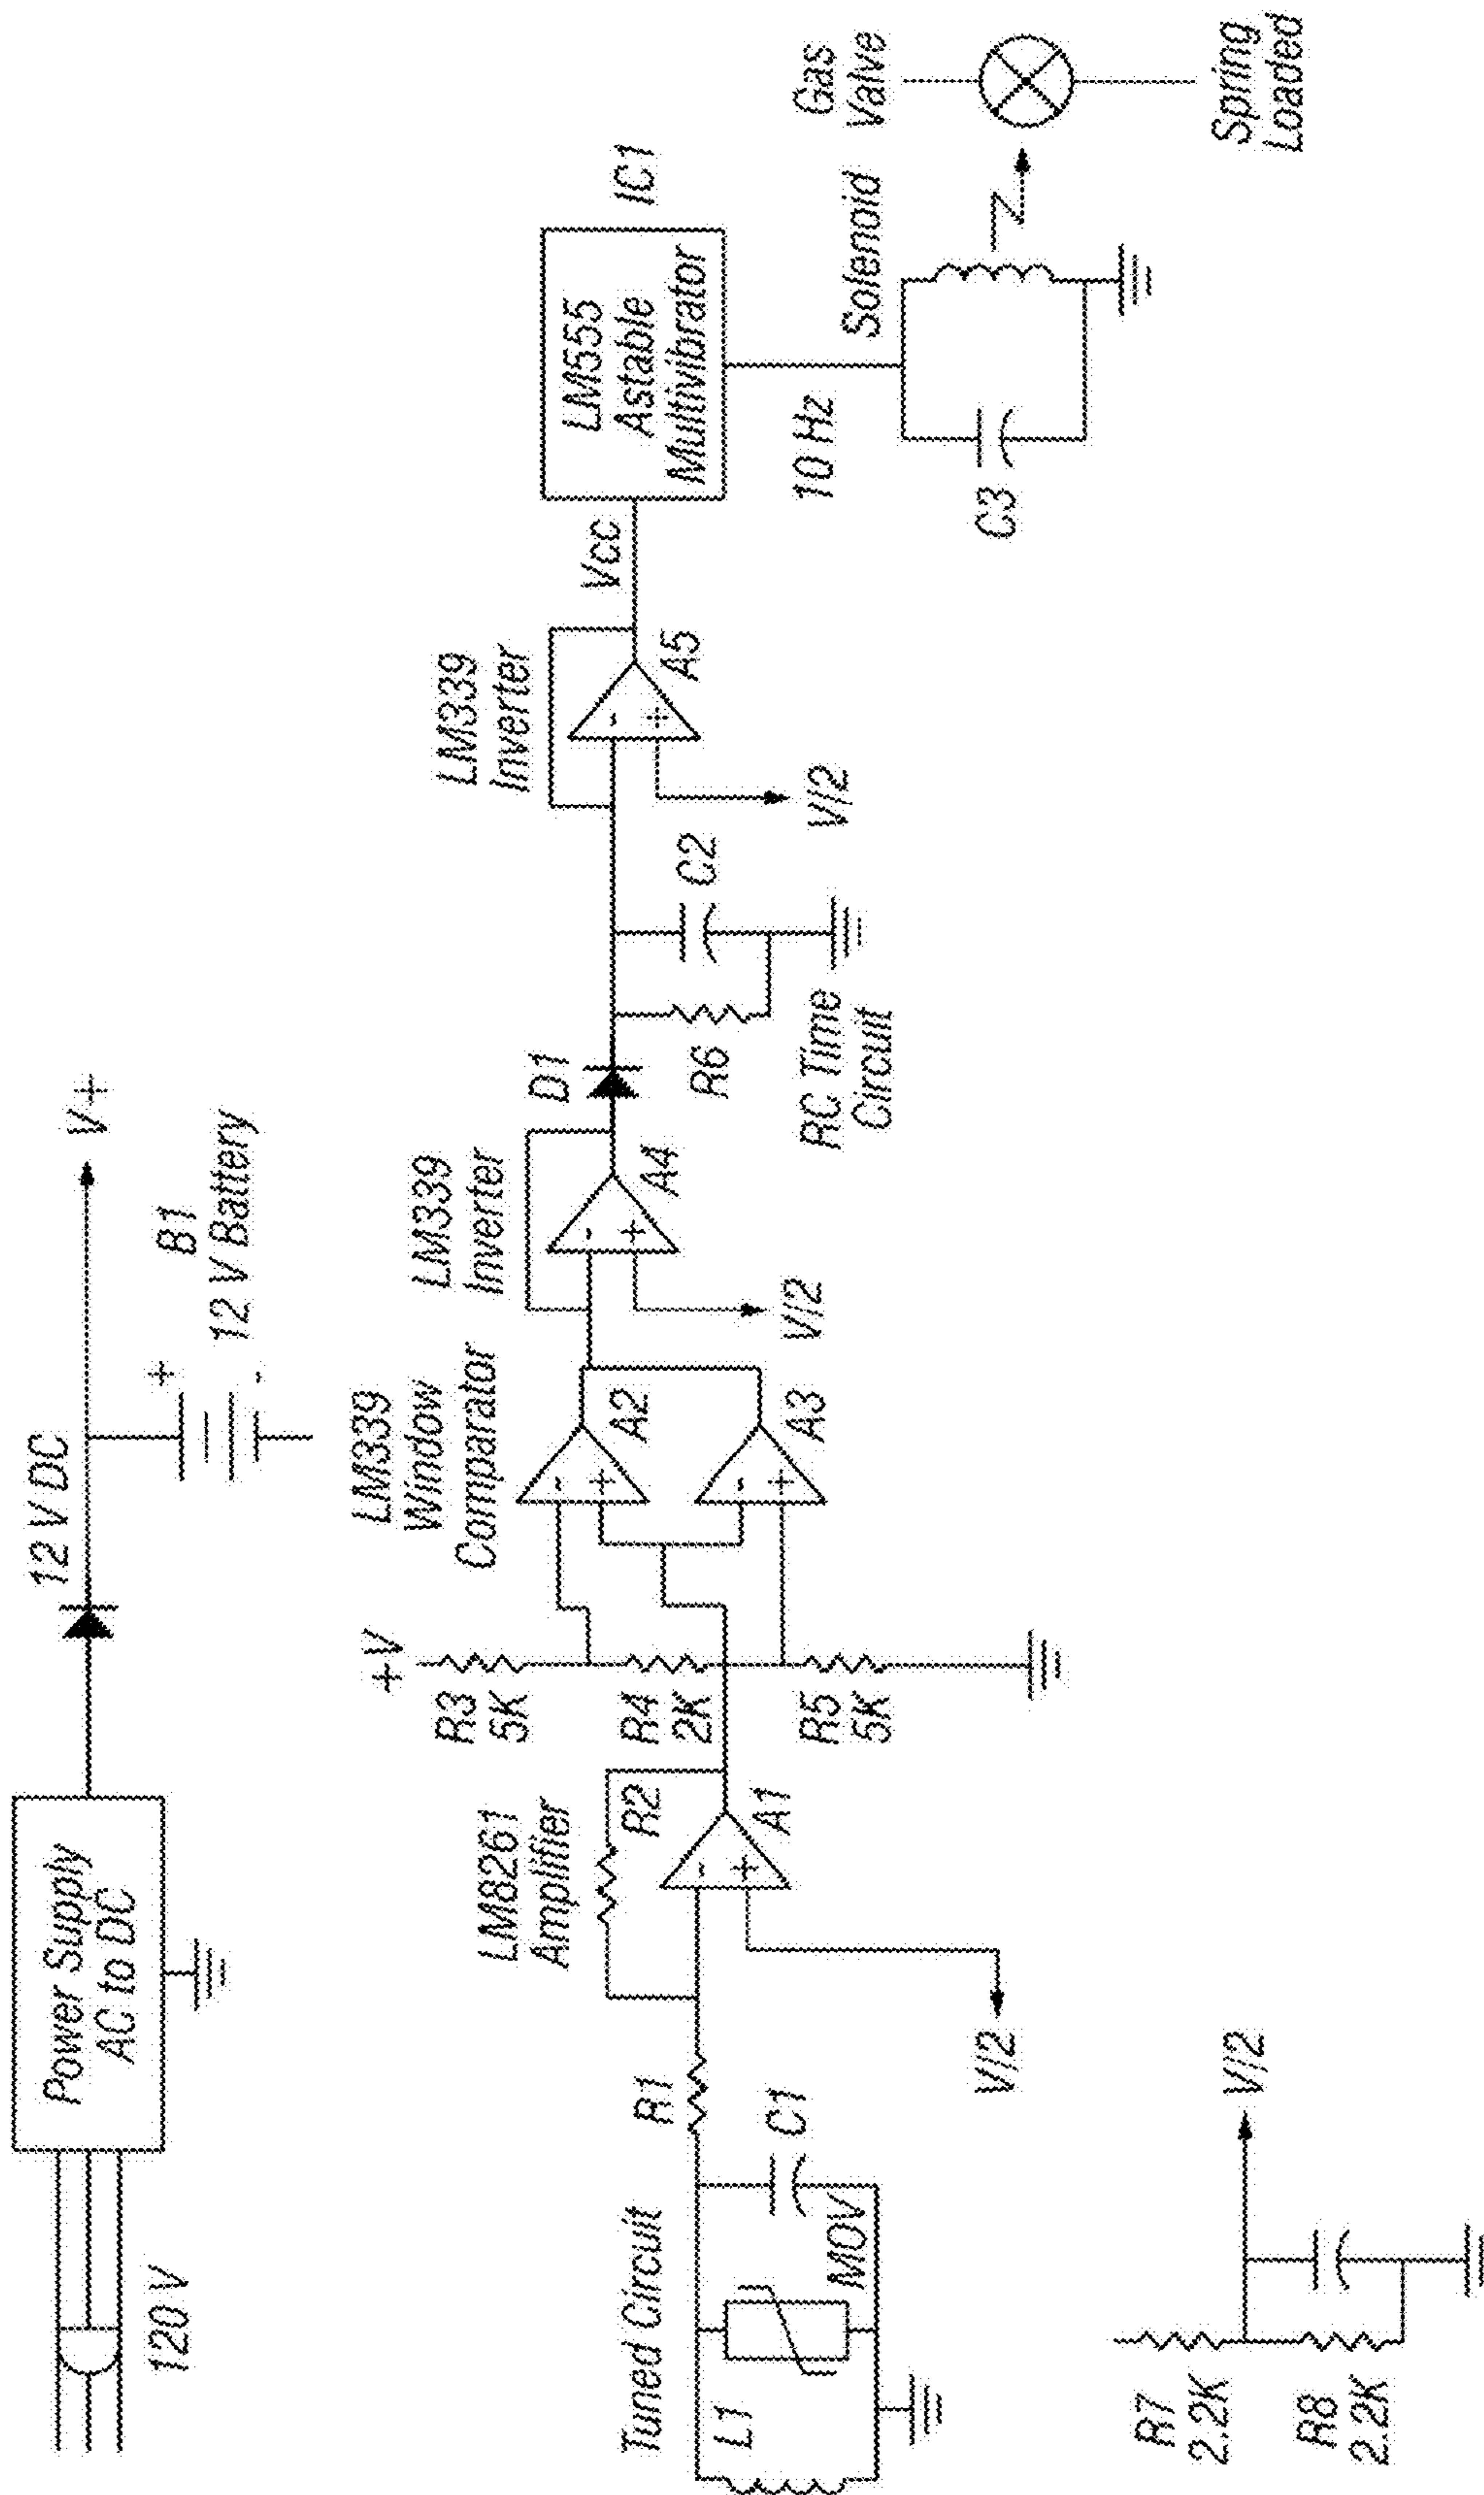 120 V
Power Supply
AC to DC
12 V DC
V+
+
-
B1
12 V Battery
Tuned Circuit
L1
MOV
C1
R1
LM8261
Amplifier
R2
-
+
A1
V/2
+V
R3
5K
R4
2K
R5
5K
LM339
Window
Comparator
-
+
A2
-
+
A3
LM339
Inverter
-
+
A4
V/2
D1
R6
C2
RC Time
Circuit
LM339
Inverter
-
+
A5
V/2
Vcc
LM555
Astable
Multivibrator
IC1
10 Hz
C3
Solenoid
Gas
Valve
Spring
Loaded
R7
2.2K
R8
2.2K
V/2